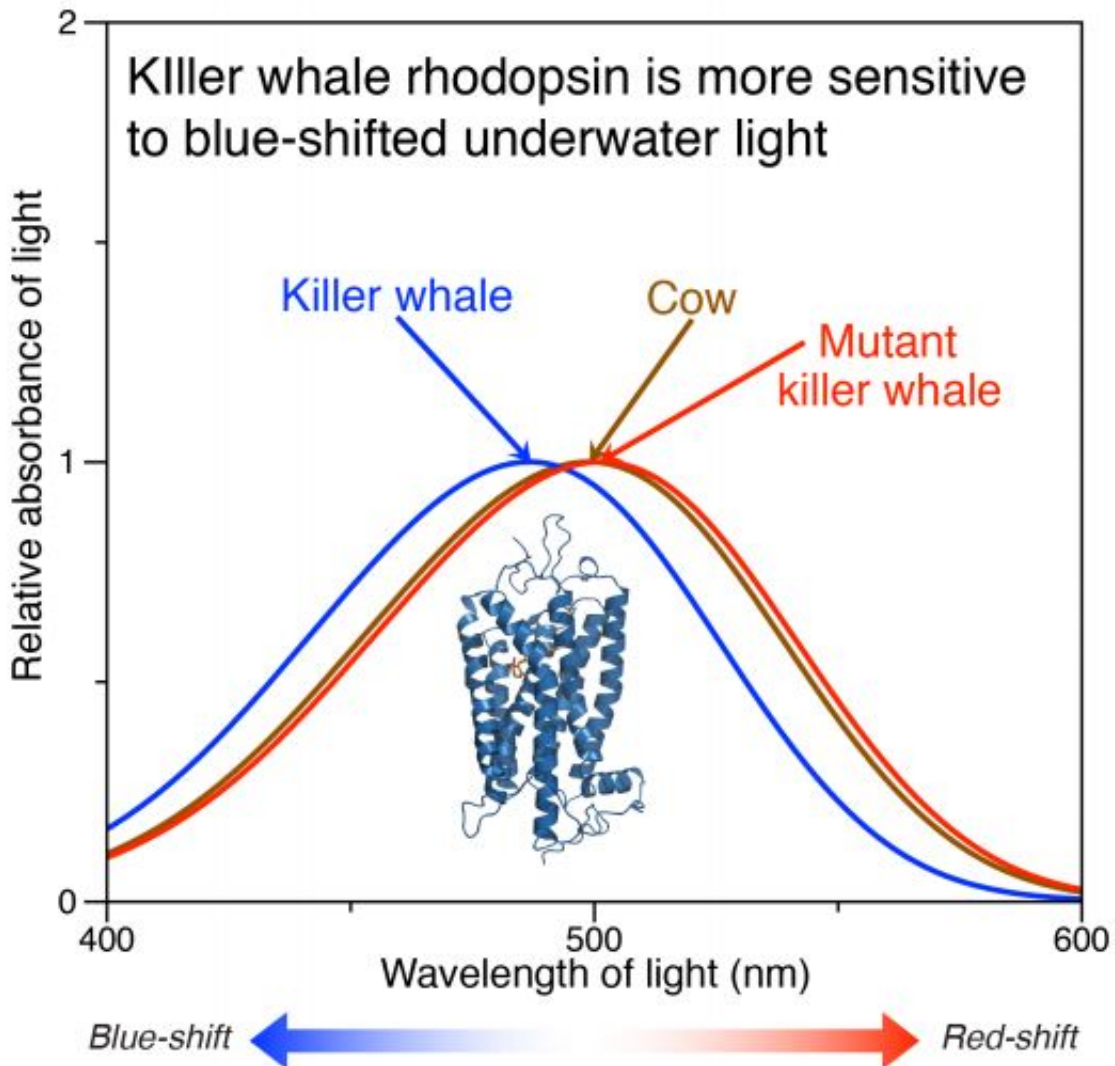 2
KIller whale rhodopsin is more sensitive
to blue-shifted underwater light
Relative absorbance of light
Killer whale
Cow
Mutant
killer whale
1
0
400
500
600
Wavelength of light (nm)
Blue-shift
Red-shift